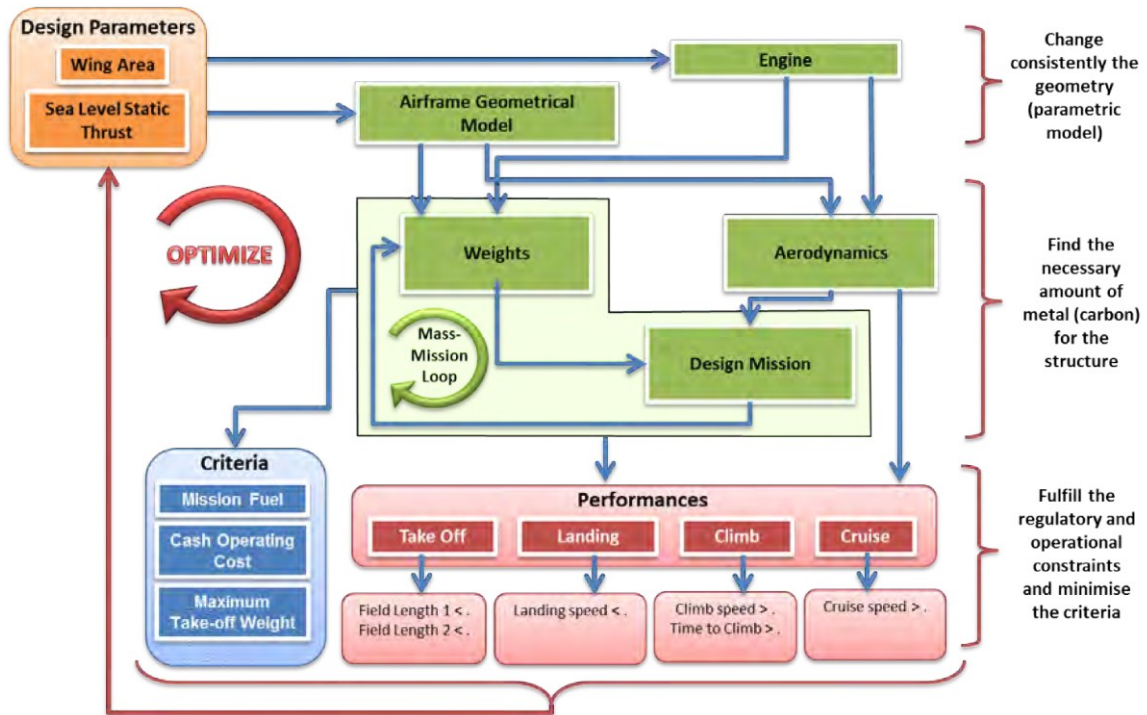 Design Parameters
Wing Area
Sea Level Static
Thrust
Engine
Airframe Geometrical
Model
Change
consistently the
geometry
(parametric
model)
OPTIMIZE
Weights
Aerodynamics
Mass-
Mission
Loop
Design Mission
Find the
necessary
amount of
metal (carbon)
for the
structure
Criteria
Mission Fuel
Cash Operating
Cost
Maximum
Take-off Weight
Performances
Take Off
Landing
Climb
Cruise
Field Length 1 < .
Field Length 2 < .
Landing speed < .
Climb speed > .
Time to Climb > .
Cruise speed > .
Fulfill the
regulatory and
operational
constraints
and minimise
the criteria